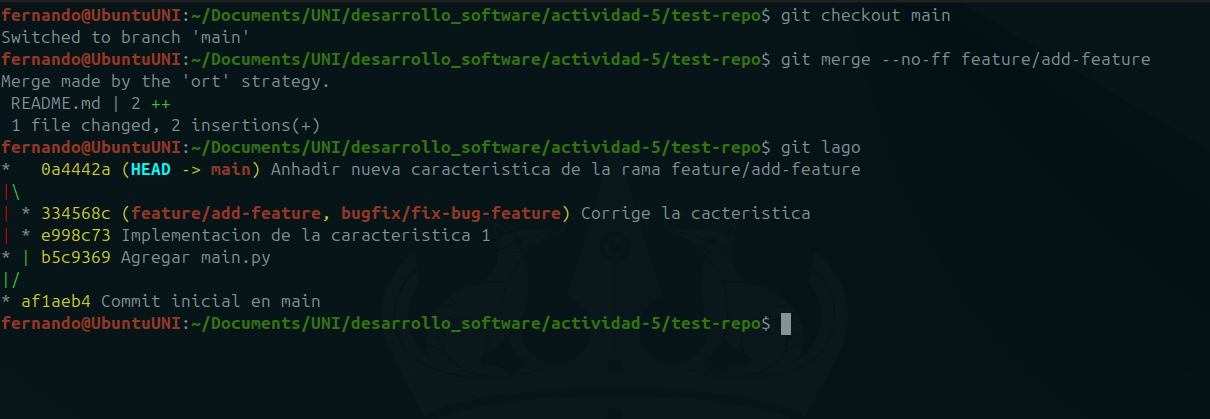 fernando@UbuntuUNI:~/Documents/UNI/desarrollo_software/actividad-5/test-repo$ git checkout main
Switched to branch 'main'
fernando@UbuntuUNI:~/Documents/UNI/desarrollo_software/actividad-5/test-repo$ git merge --no-ff feature/add-feature
Merge made by the 'ort' strategy.
 README.md | 2 ++
 1 file changed, 2 insertions(+)
fernando@UbuntuUNI:~/Documents/UNI/desarrollo_software/actividad-5/test-repo$ git lago
*   0a4442a (HEAD -> main) Anhadir nueva caracteristica de la rama feature/add-feature
|\
| * 334568c (feature/add-feature, bugfix/fix-bug-feature) Corrige la cacteristica
| * e998c73 Implementacion de la caracteristica 1
* | b5c9369 Agregar main.py
|/
* af1aeb4 Commit inicial en main
fernando@UbuntuUNI:~/Documents/UNI/desarrollo_software/actividad-5/test-repo$